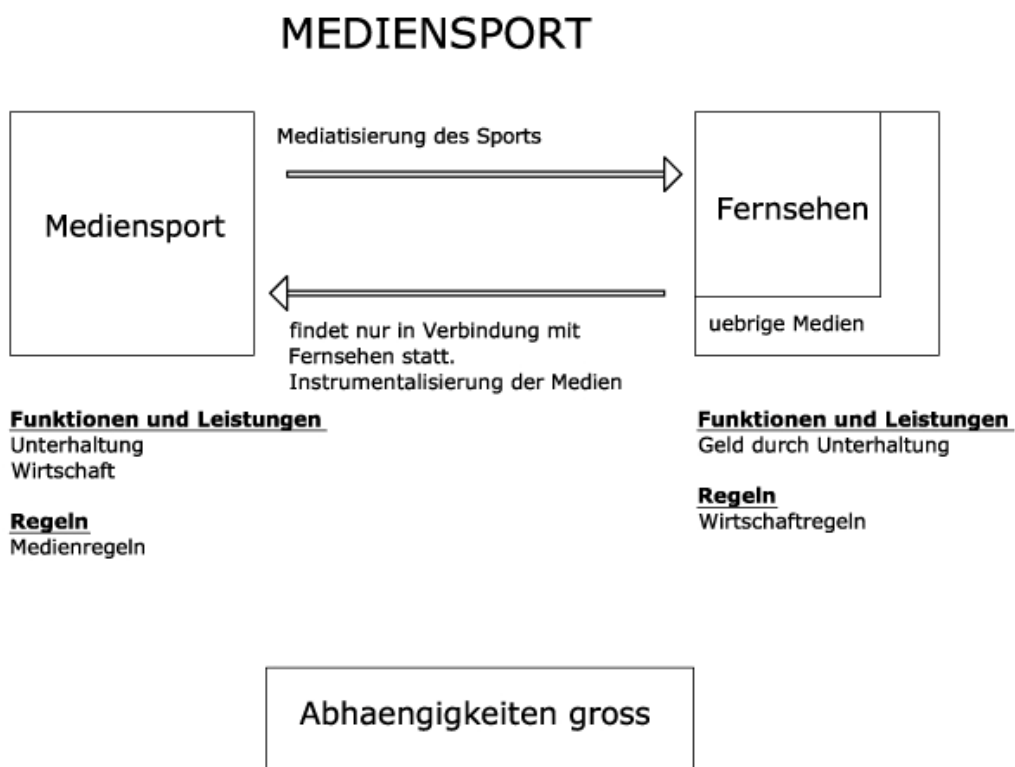 MEDIENSPORT
Mediensport
Mediatisierung des Sports
findet nur in Verbindung mit
Fernsehen statt.
Instrumentalisierung der Medien
Fernsehen
uebrige Medien
Funktionen und Leistungen
Unterhaltung
Wirtschaft
Regeln
Medienregeln
Funktionen und Leistungen
Geld durch Unterhaltung
Regeln
Wirtschaftregeln
Abhaengigkeiten gross